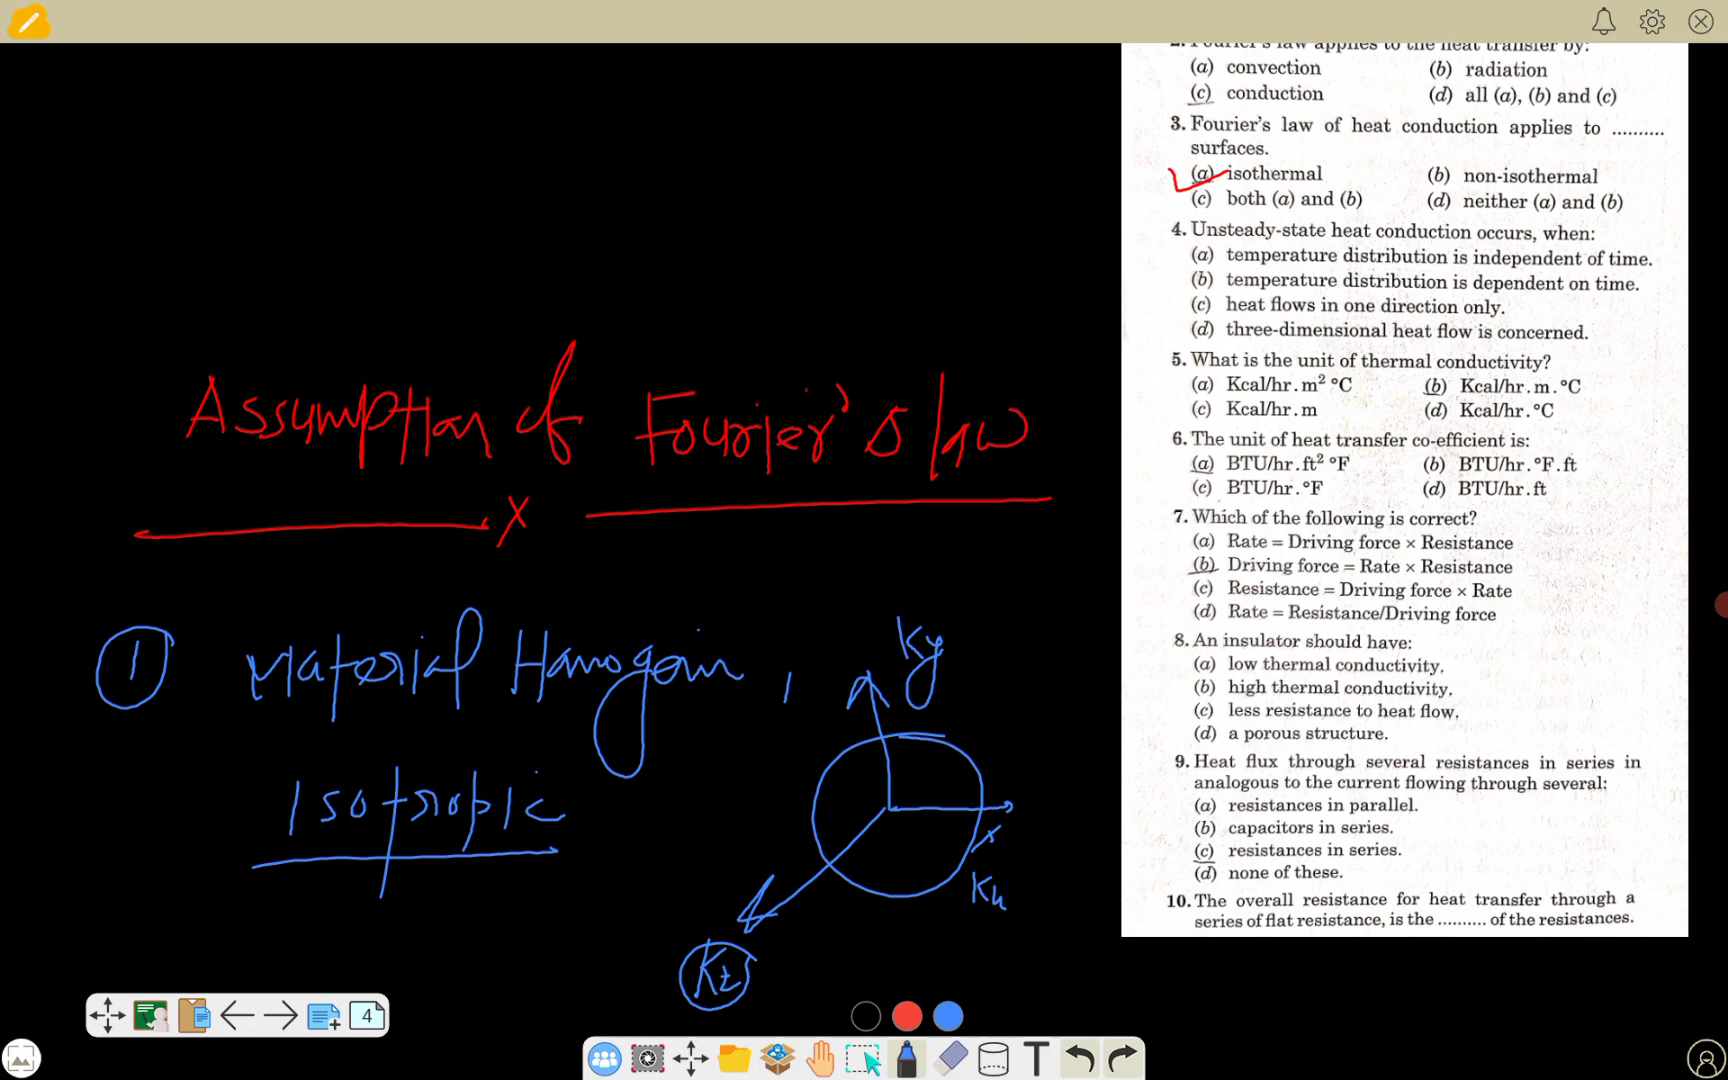 2. Fourier's law applies to the heat transfer by:
(a) convection (b) radiation
(c) conduction (d) all (a), (b) and (c)
3. Fourier's law of heat conduction applies to ..........
surfaces.
(a) isothermal (b) non-isothermal
(c) both (a) and (b) (d) neither (a) and (b)
4. Unsteady-state heat conduction occurs, when:
(a) temperature distribution is independent of time.
(b) temperature distribution is dependent on time.
(c) heat flows in one direction only.
(d) three-dimensional heat flow is concerned.
5. What is the unit of thermal conductivity?
(a) Kcal/hr.m² °C (b) Kcal/hr.m.°C
(c) Kcal/hr.m (d) Kcal/hr.°C
6. The unit of heat transfer co-efficient is:
(a) BTU/hr.ft² °F (b) BTU/hr.°F.ft
(c) BTU/hr.°F (d) BTU/hr.ft
7. Which of the following is correct?
(a) Rate = Driving force × Resistance
(b) Driving force = Rate × Resistance
(c) Resistance = Driving force × Rate
(d) Rate = Resistance/Driving force
8. An insulator should have:
(a) low thermal conductivity.
(b) high thermal conductivity.
(c) less resistance to heat flow.
(d) a porous structure.
9. Heat flux through several resistances in series in
analogous to the current flowing through several:
(a) resistances in parallel.
(b) capacitors in series.
(c) resistances in series.
(d) none of these.
10. The overall resistance for heat transfer through a
series of flat resistance, is the .......... of the resistances.
Assumption of Fourier's law
x
1 Material ,
Isotropic
Ky
x
Kz
4
T